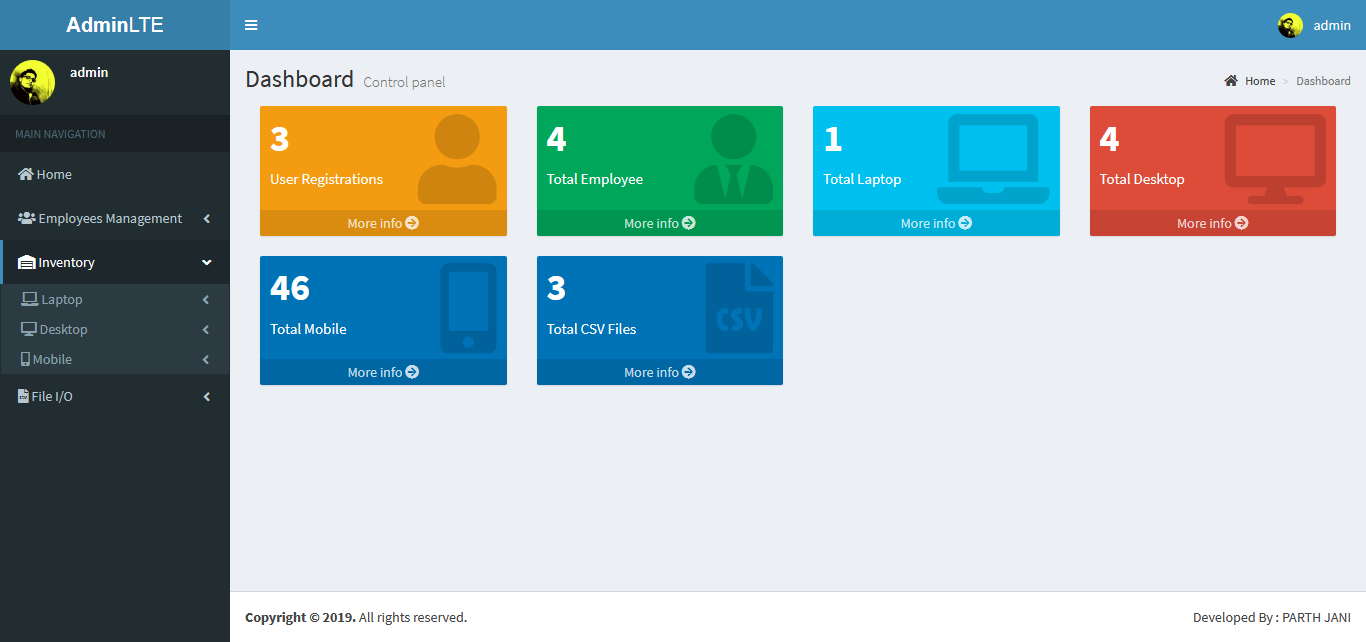 AdminLTE
admin
admin
MAIN NAVIGATION
Home
Employees Management
Inventory
Laptop
Desktop
Mobile
File I/O
Dashboard Control panel
Home > Dashboard
3
User Registrations
More info
4
Total Employee
More info
1
Total Laptop
More info
4
Total Desktop
More info
46
Total Mobile
More info
3
Total CSV Files
CSV
More info
Copyright © 2019. All rights reserved.
Developed By : PARTH JANI